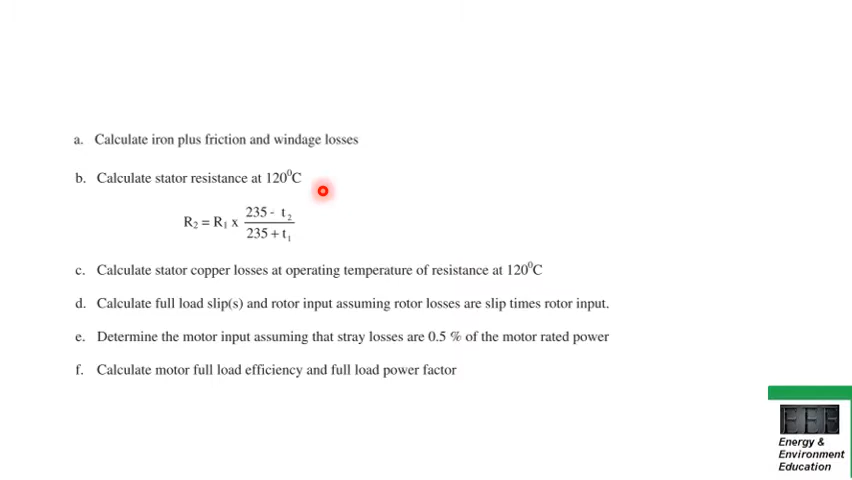 a. Calculate iron plus friction and windage losses
b. Calculate stator resistance at 120⁰C
R₂ = R₁ x (235 - t₂) / (235 + t₁)
c. Calculate stator copper losses at operating temperature of resistance at 120⁰C
d. Calculate full load slip(s) and rotor input assuming rotor losses are slip times rotor input.
e. Determine the motor input assuming that stray losses are 0.5 % of the motor rated power
f. Calculate motor full load efficiency and full load power factor
EEE
Energy &
Environment
Education